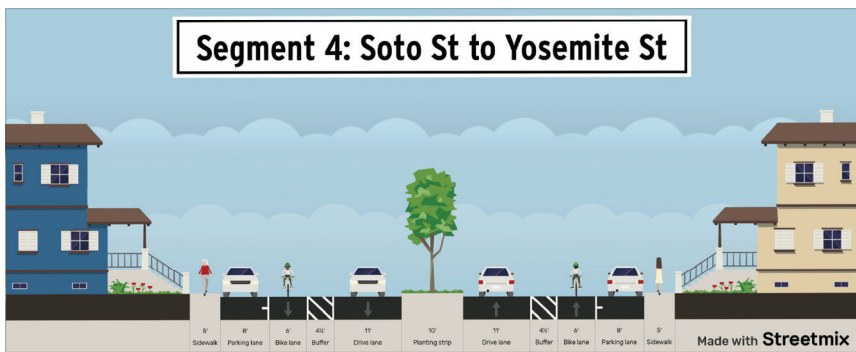 Segment 4: Soto St to Yosemite St
5' 8' 6' 4½' 11' 10' 11' 4½' 6' 8' 5'
Sidewalk Parking lane Bike lane Buffer Drive lane Planting strip Drive lane Buffer Bike lane Parking lane Sidewalk
Made with Streetmix